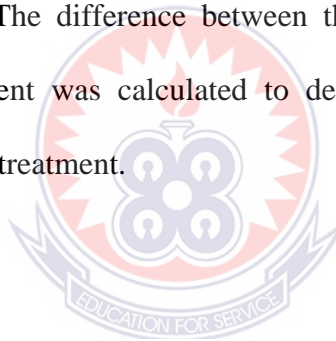 The difference between th
ent was calculated to de
treatment.
EDUCATION FOR SERVICE